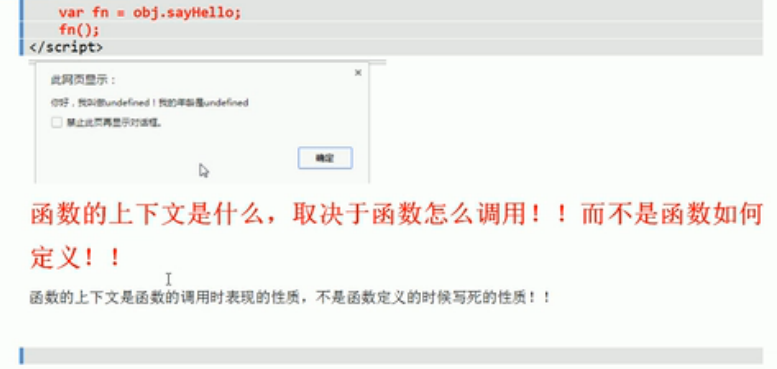 var fn = obj.sayHello;
fn();
</script>
此网页显示：
你好，我叫做undefined！我的年龄是undefined
禁止此页再显示对话框。
确定
函数的上下文是什么，取决于函数怎么调用！！而不是函数如何
定义！！
函数的上下文是函数的调用时表现的性质，不是函数定义的时候写死的性质！！